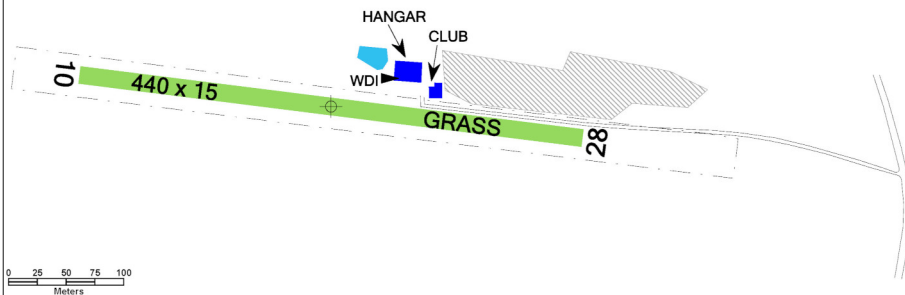 HANGAR
CLUB
WDI
10
440 x 15
GRASS
28
0 25 50 75 100
Meters